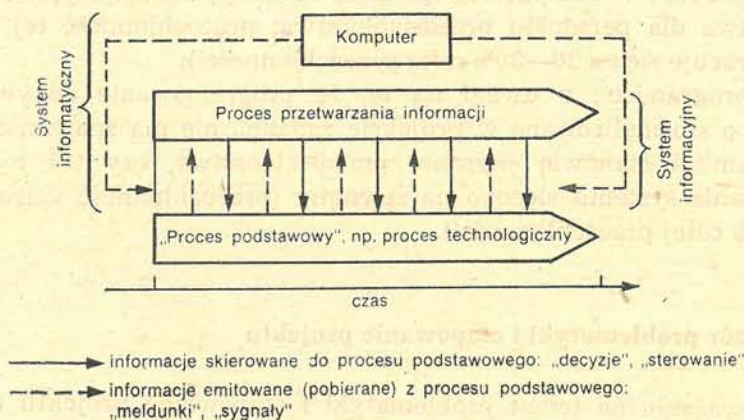 Komputer
System
informatyczny
Proces przetwarzania informacji
System
informacyjny
„Proces podstawowy“, np. proces technologiczny
czas
informacje skierowane do procesu podstawowego: „decyzje“, „sterowanie“
informacje emitowane (pobierane) z procesu podstawowego:
„meldunki“, „sygnały“